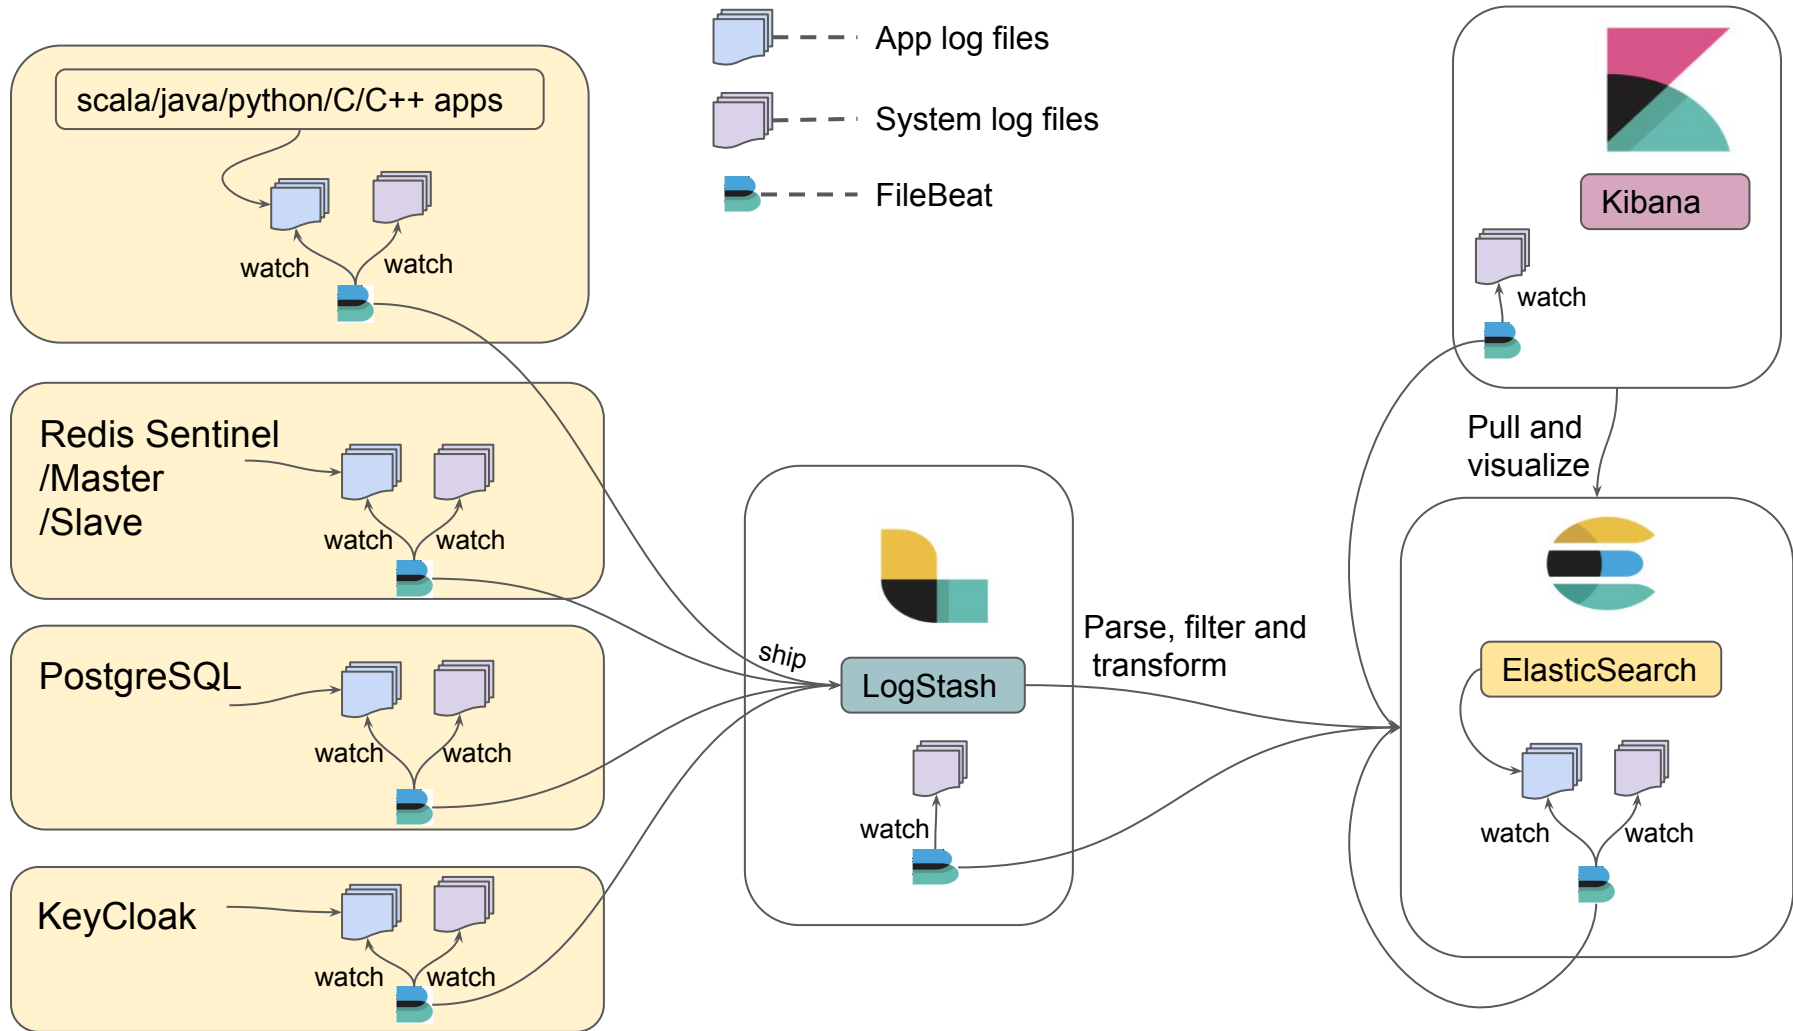 App log files
System log files
FileBeat
scala/java/python/C/C++ apps
watch
watch
Redis Sentinel
/Master
/Slave
watch
watch
PostgreSQL
watch
watch
KeyCloak
watch
watch
ship
LogStash
watch
Parse, filter and
transform
Kibana
watch
Pull and
visualize
ElasticSearch
watch
watch